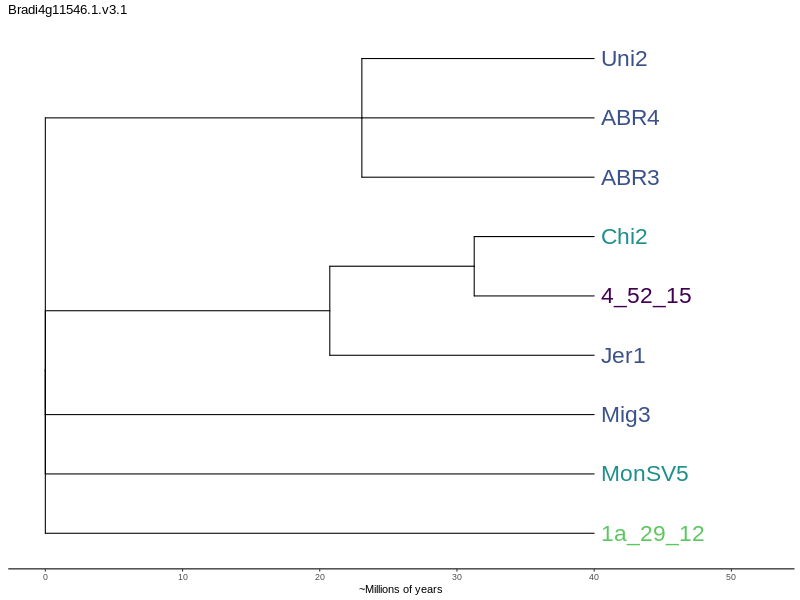 Bradi4g11546.1.v3.1
Uni2
ABR4
ABR3
Chi2
4_52_15
Jer1
Mig3
MonSV5
1a_29_12
0 10 20 30 40 50
~Millions of years